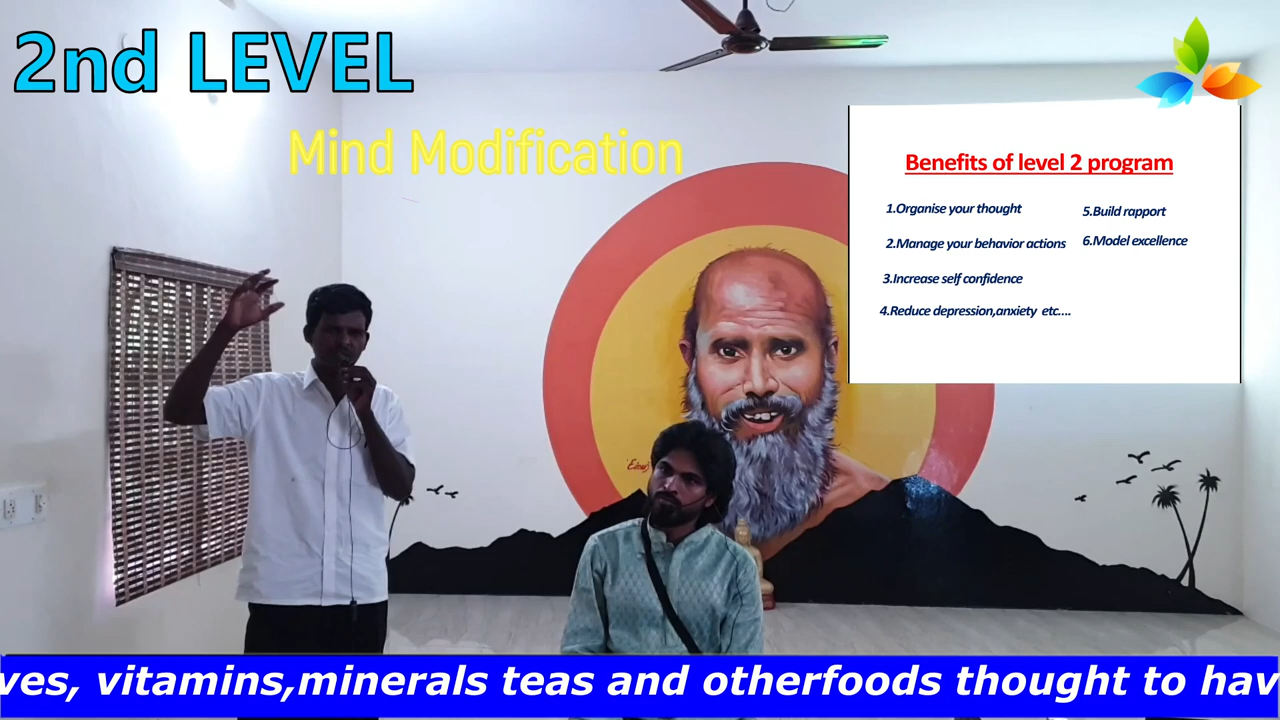 2nd LEVEL
Mind Modification
Benefits of level 2 program
1.Organise your thought
2.Manage your behavior actions
3.Increase self confidence
4.Reduce depression,anxiety etc....
5.Build rapport
6.Model excellence
ves, vitamins,minerals teas and otherfoods thought to hav